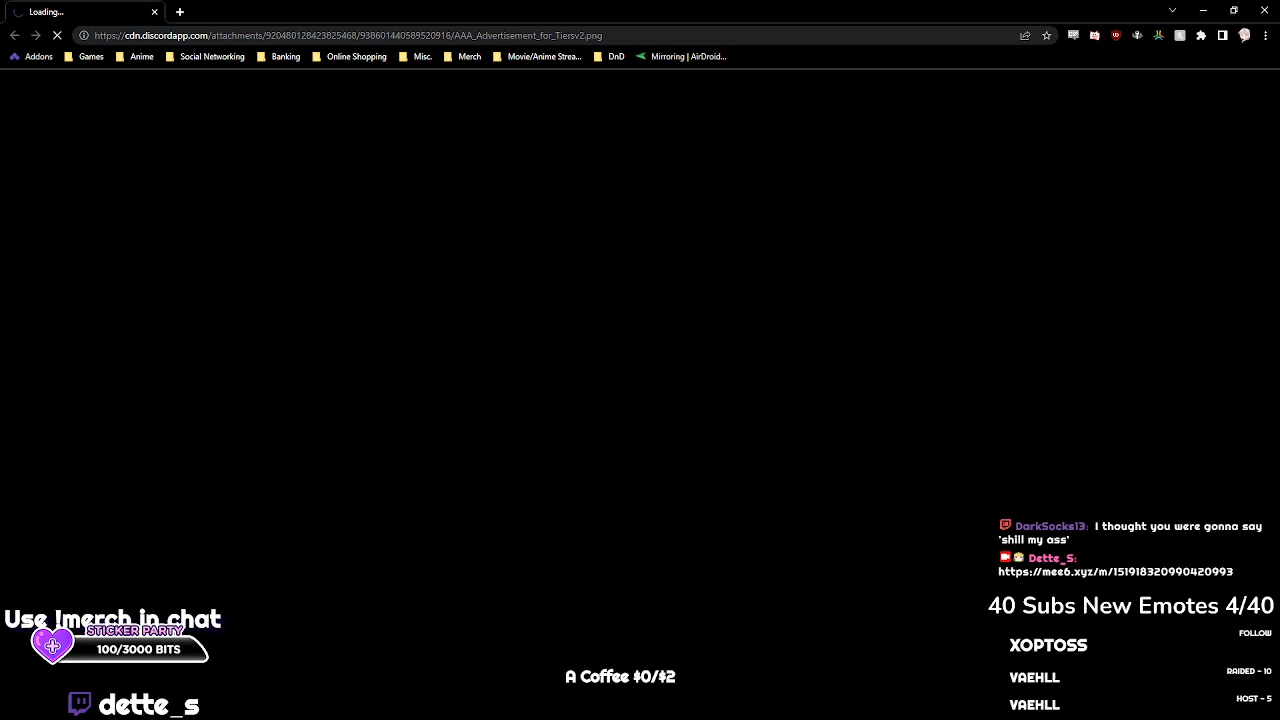 Loading...
https://cdn.discordapp.com/attachments/920480128423825468/938601440589520916/AAA_Advertisement_for_Tiersv2.png
Addons Games Anime Social Networking Banking Online Shopping Misc. Merch Movie/Anime Strea... DnD Mirroring | AirDroid...
DarkSocks13: I thought you were gonna say
'shill my ass'
Dette_S:
https://mee6.xyz/m/151918320990420993
40 Subs New Emotes 4/40
FOLLOW
XOPTOSS
RAIDED - 10
VAEHLL
HOST - 5
VAEHLL
Use !merch in chat
STICKER PARTY
100/3000 BITS
A Coffee $0/$2
dette_s